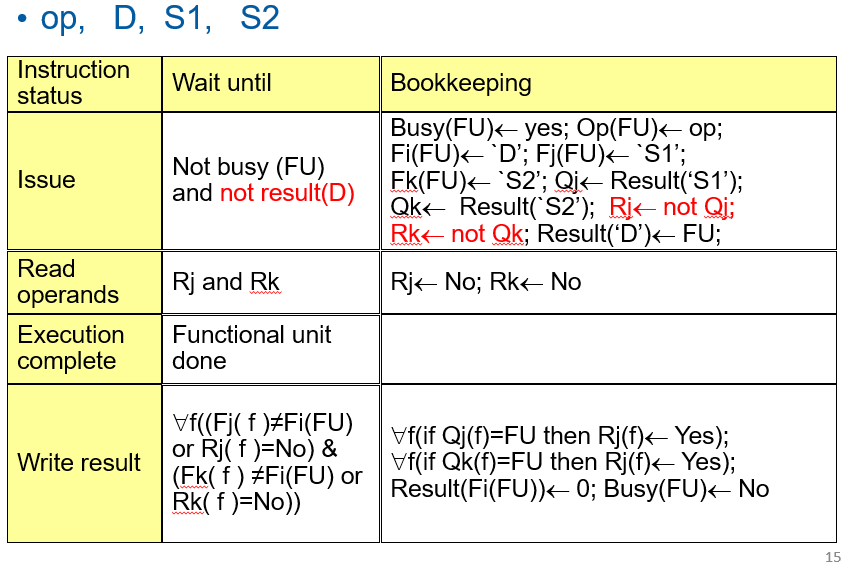 • op, D, S1, S2
Instruction
status
Wait until
Bookkeeping
Issue
Not busy (FU)
and not result(D)
Busy(FU)← yes; Op(FU)← op;
Fi(FU)← `D’; Fj(FU)← `S1’;
Fk(FU)← `S2’; Qj← Result(‘S1’);
Qk← Result(`S2’); Rj← not Qj;
Rk← not Qk; Result(‘D’)← FU;
Read
operands
Rj and Rk
Rj← No; Rk← No
Execution
complete
Functional unit
done
Write result
∀f((Fj( f )≠Fi(FU)
or Rj( f )=No) &
(Fk( f ) ≠Fi(FU) or
Rk( f )=No))
∀f(if Qj(f)=FU then Rj(f)← Yes);
∀f(if Qk(f)=FU then Rj(f)← Yes);
Result(Fi(FU))← 0; Busy(FU)← No
15